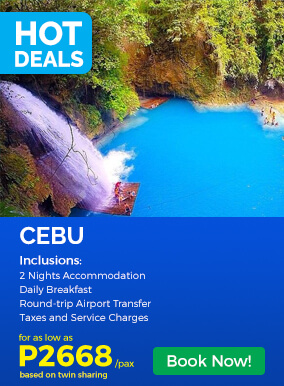 HOT
DEALS
CEBU
Inclusions:
2 Nights Accommodation
Daily Breakfast
Round-trip Airport Transfer
Taxes and Service Charges
for as low as
P2668 /pax
based on twin sharing
Book Now!